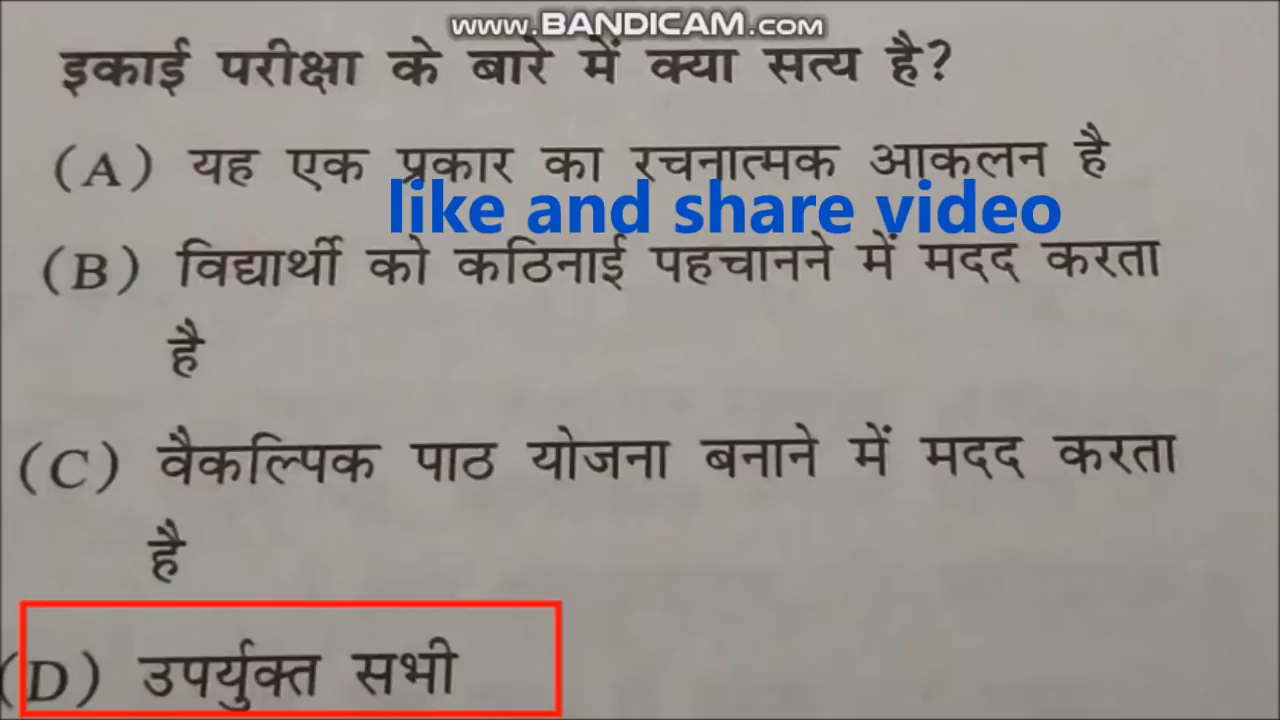 www.BANDICAM.com
इकाई परीक्षा के बारे में क्या सत्य है?
(A) यह एक प्रकार का रचनात्मक आकलन है
like and share video
(B) विद्यार्थी को कठिनाई पहचानने में मदद करता
है
(C) वैकल्पिक पाठ योजना बनाने में मदद करता
है
(D) उपर्युक्त सभी